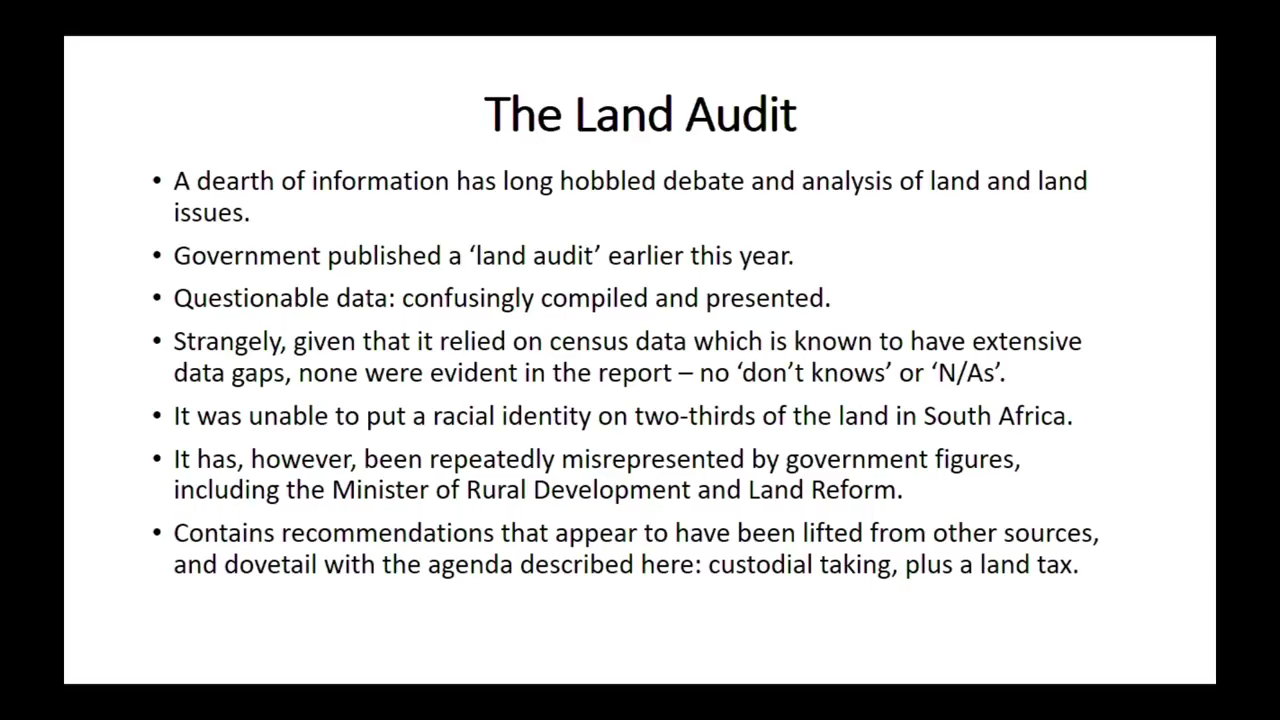 The Land Audit
• A dearth of information has long hobbled debate and analysis of land and land
issues.
• Government published a ‘land audit’ earlier this year.
• Questionable data: confusingly compiled and presented.
• Strangely, given that it relied on census data which is known to have extensive
data gaps, none were evident in the report – no ‘don’t knows’ or ‘N/As’.
• It was unable to put a racial identity on two-thirds of the land in South Africa.
• It has, however, been repeatedly misrepresented by government figures,
including the Minister of Rural Development and Land Reform.
• Contains recommendations that appear to have been lifted from other sources,
and dovetail with the agenda described here: custodial taking, plus a land tax.